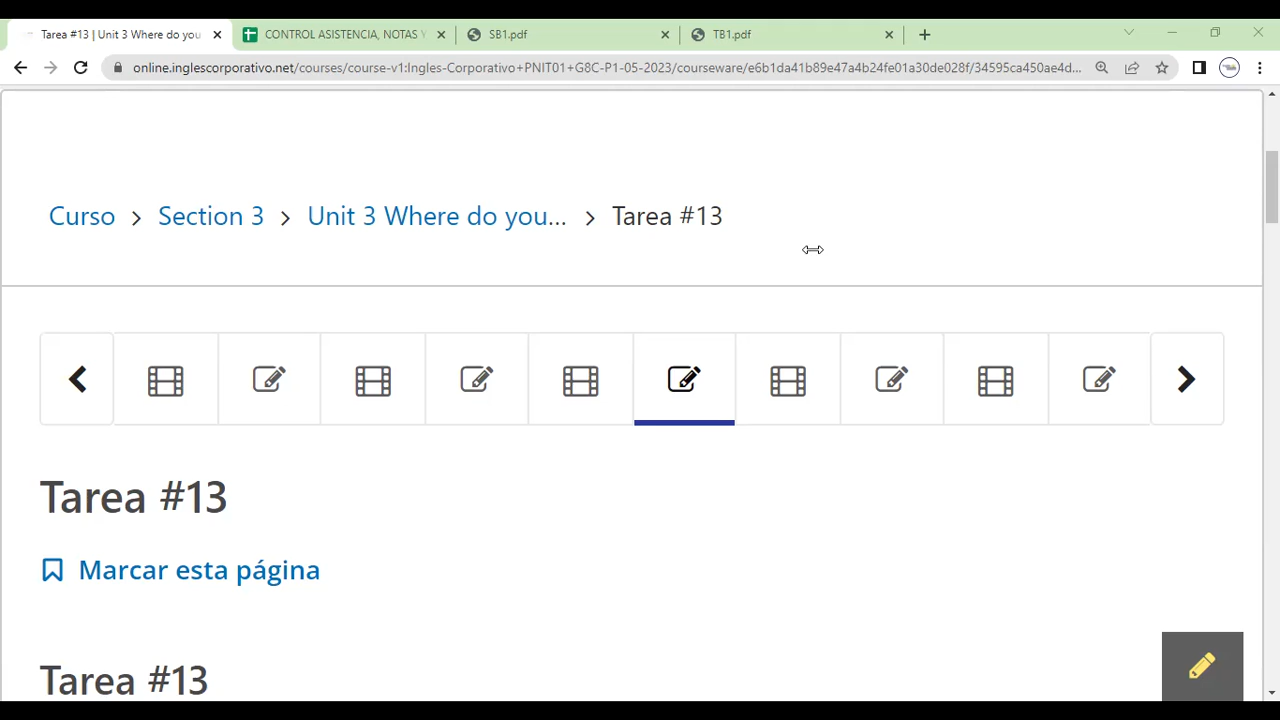 Tarea #13 | Unit 3 Where do you
CONTROL ASISTENCIA, NOTAS Y
SB1.pdf
TB1.pdf
online.inglescorporativo.net/courses/course-v1:Ingles-Corporativo+PNIT01+G8C-P1-05-2023/courseware/e6b1da41b89e47a4b24fe01a30de028f/34595ca450ae4d...
Curso > Section 3 > Unit 3 Where do you... > Tarea #13
Tarea #13
Marcar esta página
Tarea #13